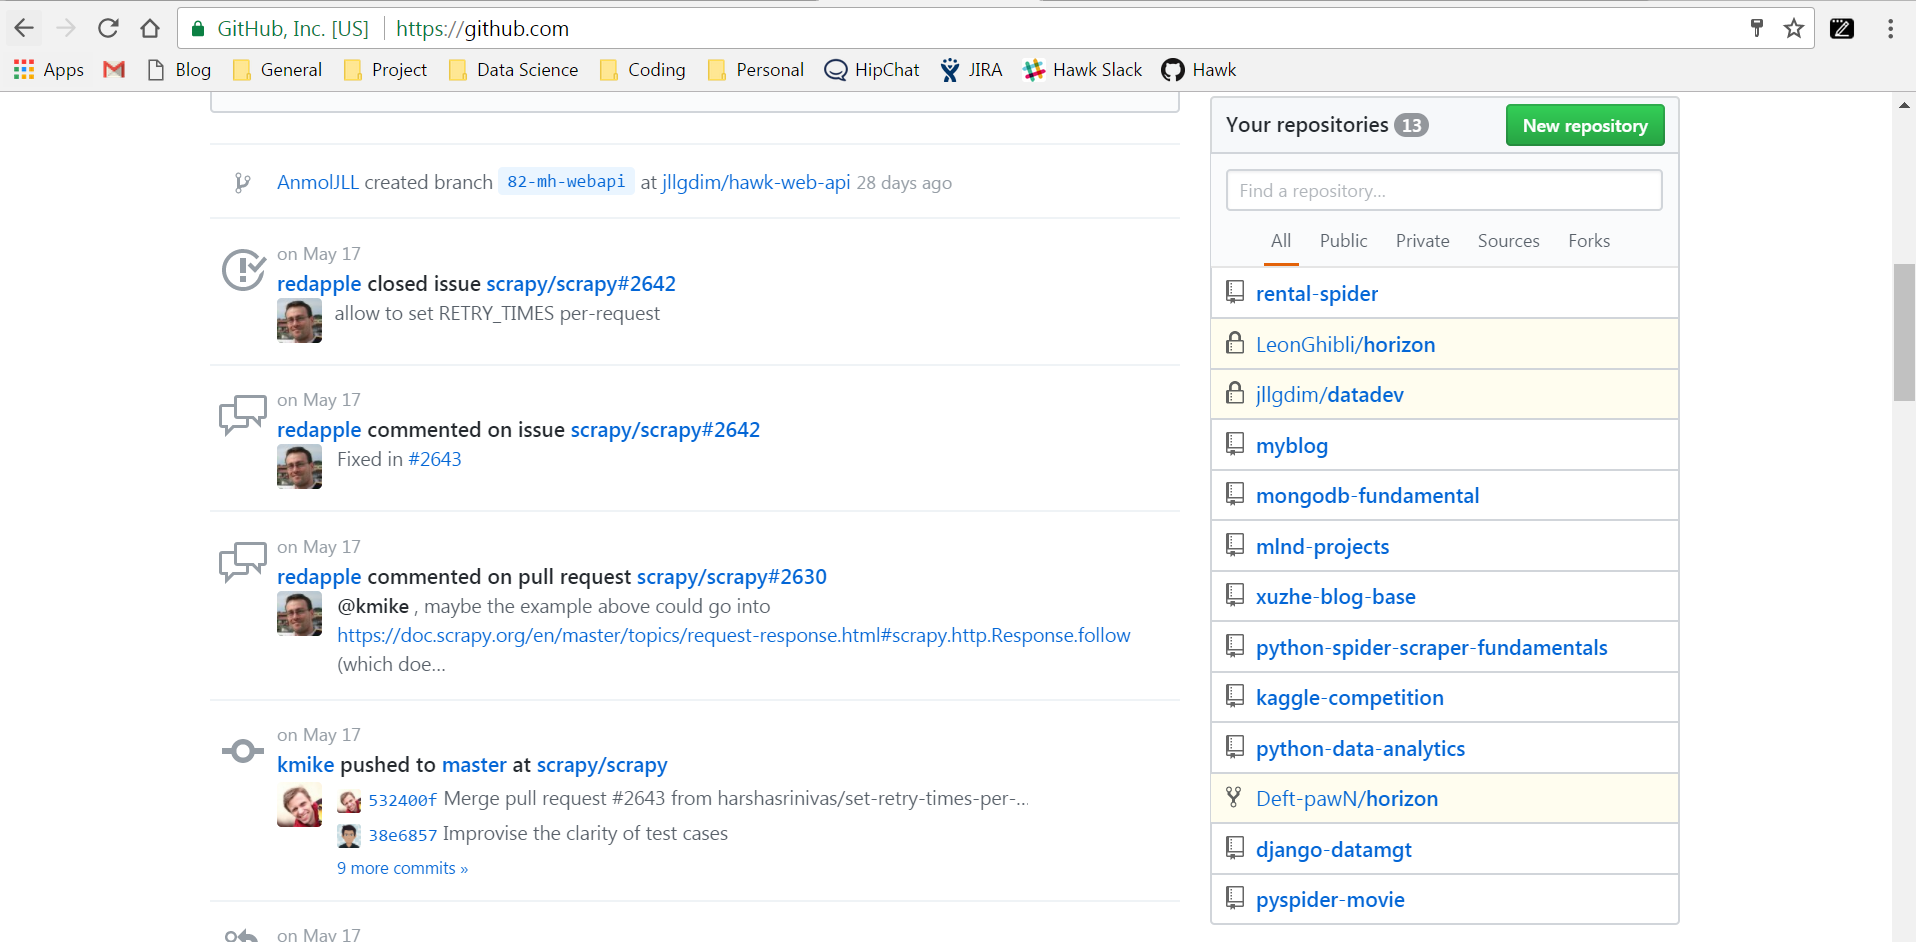 GitHub, Inc. [US] https://github.com
Apps Blog General Project Data Science Coding Personal HipChat JIRA Hawk Slack Hawk
AnmolJLL created branch 82-mh-webapi at jllgdim/hawk-web-api 28 days ago
on May 17
redapple closed issue scrapy/scrapy#2642
allow to set RETRY_TIMES per-request
on May 17
redapple commented on issue scrapy/scrapy#2642
Fixed in #2643
on May 17
redapple commented on pull request scrapy/scrapy#2630
@kmike , maybe the example above could go into
https://doc.scrapy.org/en/master/topics/request-response.html#scrapy.http.Response.follow
(which doe...
on May 17
kmike pushed to master at scrapy/scrapy
532400f Merge pull request #2643 from harshasrinivas/set-retry-times-per-...
38e6857 Improvise the clarity of test cases
9 more commits »
on May 17
Your repositories 13 New repository
Find a repository...
All Public Private Sources Forks
rental-spider
LeonGhibli/horizon
jllgdim/datadev
myblog
mongodb-fundamental
mlnd-projects
xuzhe-blog-base
python-spider-scraper-fundamentals
kaggle-competition
python-data-analytics
Deft-pawN/horizon
django-datamgt
pyspider-movie